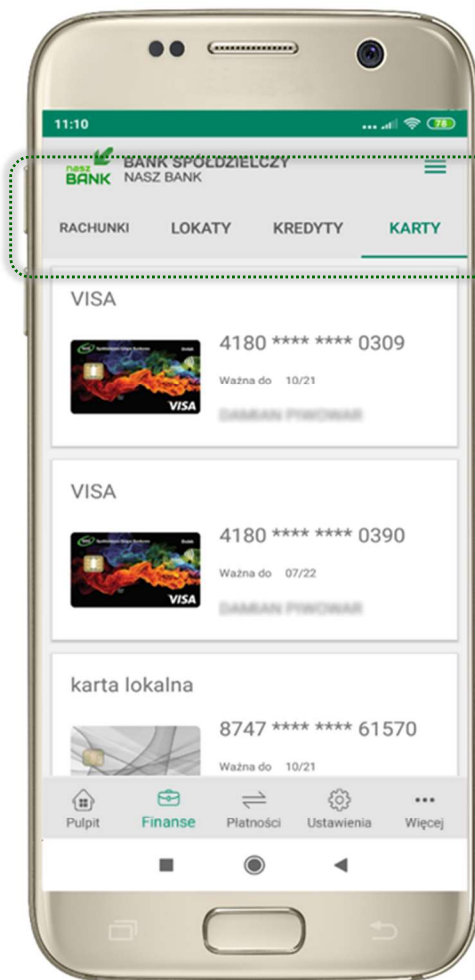 11:10
78
nasz BANK
BANK SPÓŁDZIELCZY
NASZ BANK
RACHUNKI LOKATY KREDYTY KARTY
VISA
4180 **** **** 0309
Ważna do 10/21
VISA
VISA
4180 **** **** 0390
Ważna do 07/22
VISA
karta lokalna
8747 **** **** 61570
Ważna do 10/21
Pulpit Finanse Płatności Ustawienia Więcej